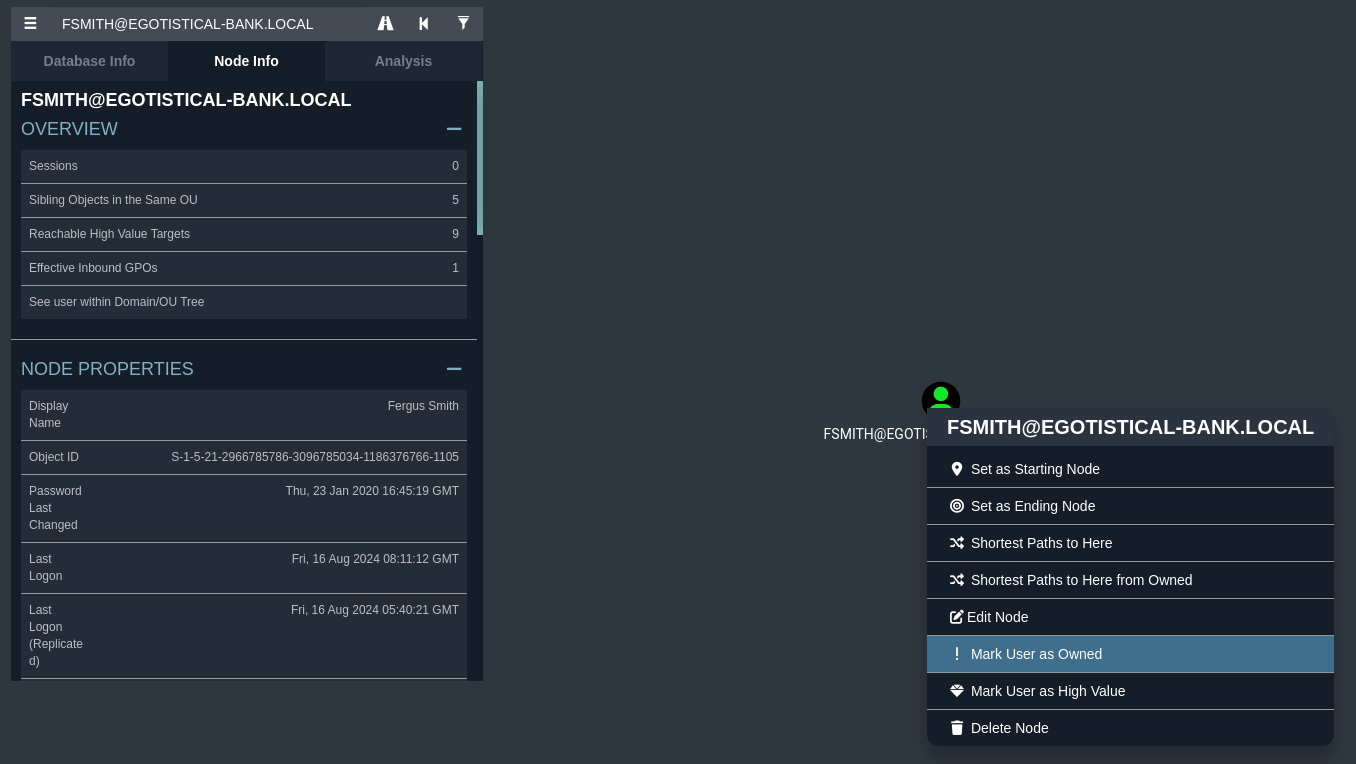 FSMITH@EGOTISTICAL-BANK.LOCAL
Database Info Node Info Analysis
FSMITH@EGOTISTICAL-BANK.LOCAL
OVERVIEW
Sessions 0
Sibling Objects in the Same OU 5
Reachable High Value Targets 9
Effective Inbound GPOs 1
See user within Domain/OU Tree
NODE PROPERTIES
Display Fergus Smith
Name
Object ID S-1-5-21-2966785786-3096785034-1186376766-1105
Password Thu, 23 Jan 2020 16:45:19 GMT
Last
Changed
Last Fri, 16 Aug 2024 08:11:12 GMT
Logon
Last Fri, 16 Aug 2024 05:40:21 GMT
Logon
(Replicate
d)
FSMITH@EGOTIS
FSMITH@EGOTISTICAL-BANK.LOCAL
Set as Starting Node
Set as Ending Node
Shortest Paths to Here
Shortest Paths to Here from Owned
Edit Node
Mark User as Owned
Mark User as High Value
Delete Node